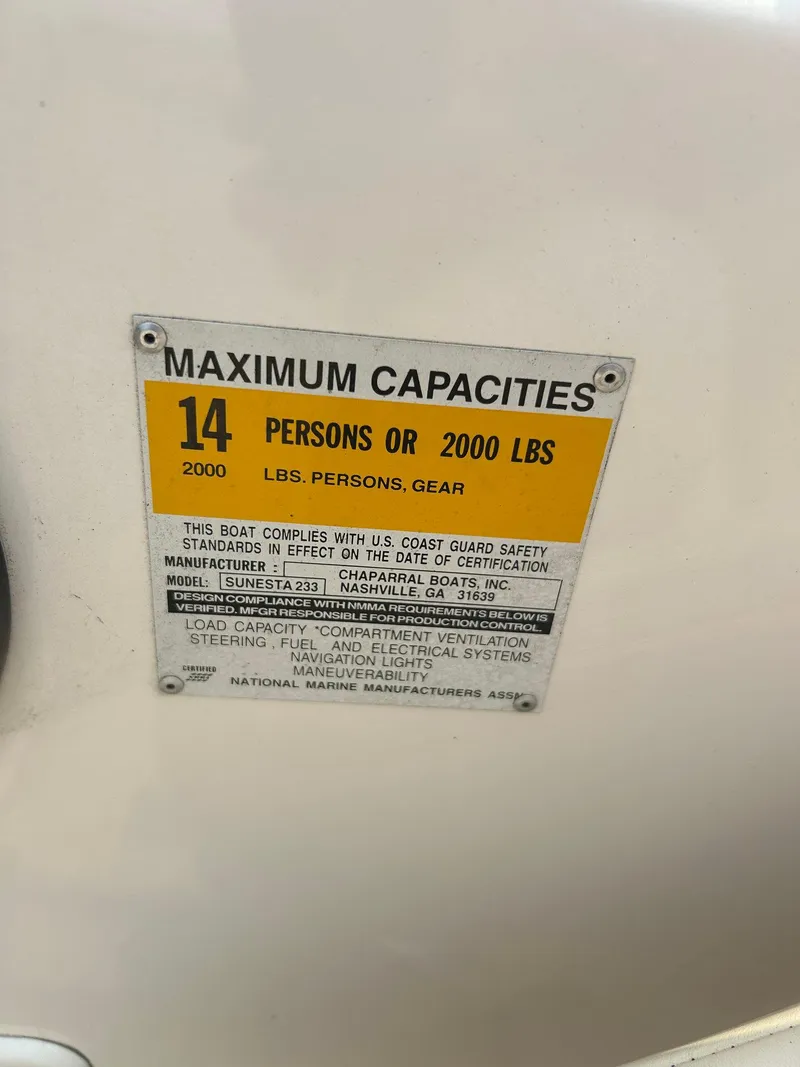 MAXIMUM CAPACITIES
14 PERSONS OR 2000 LBS
2000 LBS. PERSONS, GEAR
THIS BOAT COMPLIES WITH U.S. COAST GUARD SAFETY
STANDARDS IN EFFECT ON THE DATE OF CERTIFICATION
MANUFACTURER : CHAPARRAL BOATS, INC.
MODEL: SUNESTA 233 NASHVILLE, GA 31639
DESIGN COMPLIANCE WITH NMMA REQUIREMENTS BELOW IS
VERIFIED. MFGR RESPONSIBLE FOR PRODUCTION CONTROL.
LOAD CAPACITY *COMPARTMENT VENTILATION
STEERING , FUEL AND ELECTRICAL SYSTEMS
NAVIGATION LIGHTS
MANEUVERABILITY
CERTIFIED
NATIONAL MARINE MANUFACTURERS ASSN